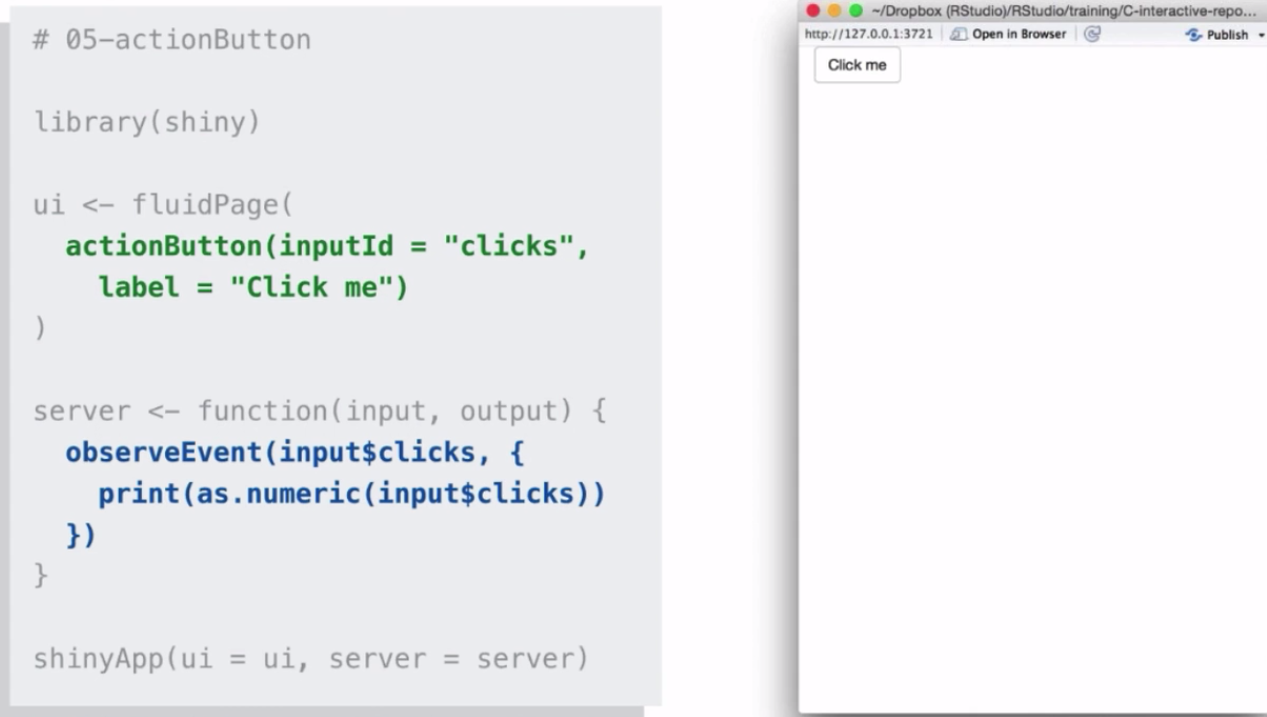 # 05-actionButton
library(shiny)
ui <- fluidPage(
actionButton(inputId = "clicks",
label = "Click me")
)
server <- function(input, output) {
observeEvent(input$clicks, {
print(as.numeric(input$clicks))
})
}
shinyApp(ui = ui, server = server)
~/Dropbox (RStudio)/RStudio/training/C-interactive-repo...
http://127.0.0.1:3721 Open in Browser Publish
Click me